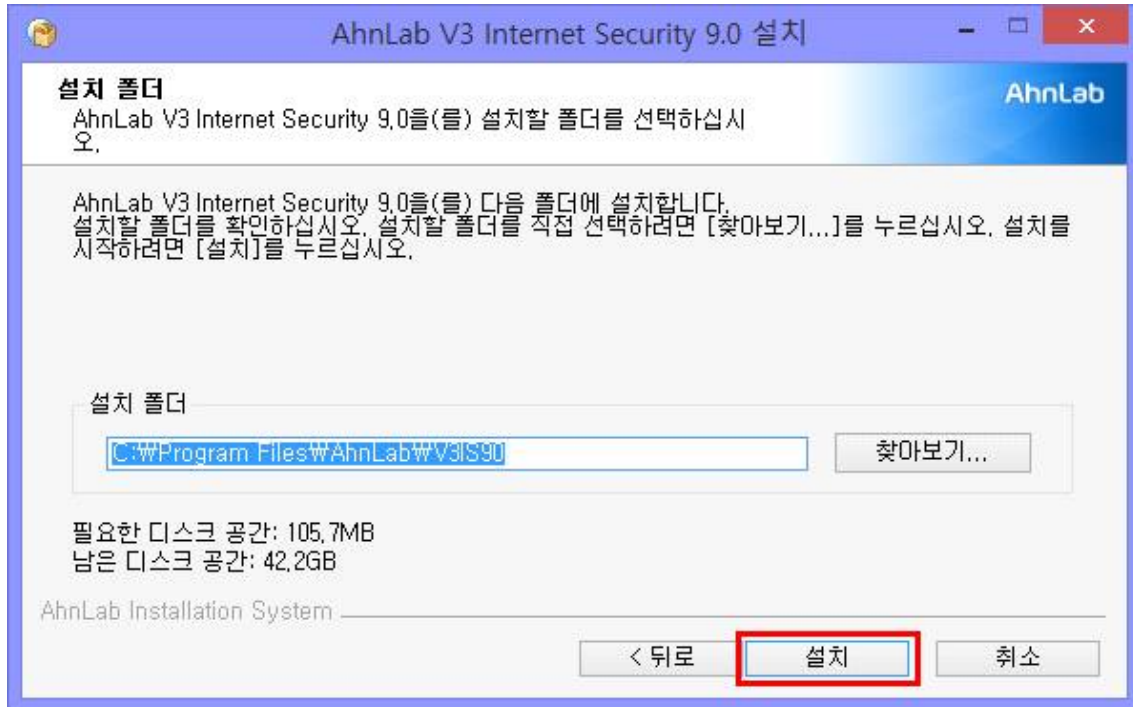 AhnLab V3 Internet Security 9.0 설치
설치 폴더
AhnLab V3 Internet Security 9.0을(를) 설치할 폴더를 선택하십시
오.
AhnLab
AhnLab V3 Internet Security 9.0을(를) 다음 폴더에 설치합니다.
설치할 폴더를 확인하십시오. 설치할 폴더를 직접 선택하려면 [찾아보기...]를 누르십시오. 설치를
시작하려면 [설치]를 누르십시오.
설치 폴더
C:₩Program Files₩AhnLab₩V3IS90
찾아보기...
필요한 디스크 공간: 105.7MB
남은 디스크 공간: 42.2GB
AhnLab Installation System
< 뒤로
설치
취소